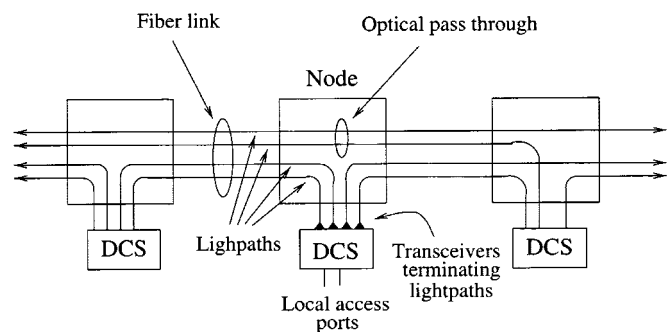 Fiber link
Optical pass through
Node
Lighpaths
DCS
DCS
DCS
Transceivers
terminating
lightpaths
Local access
ports